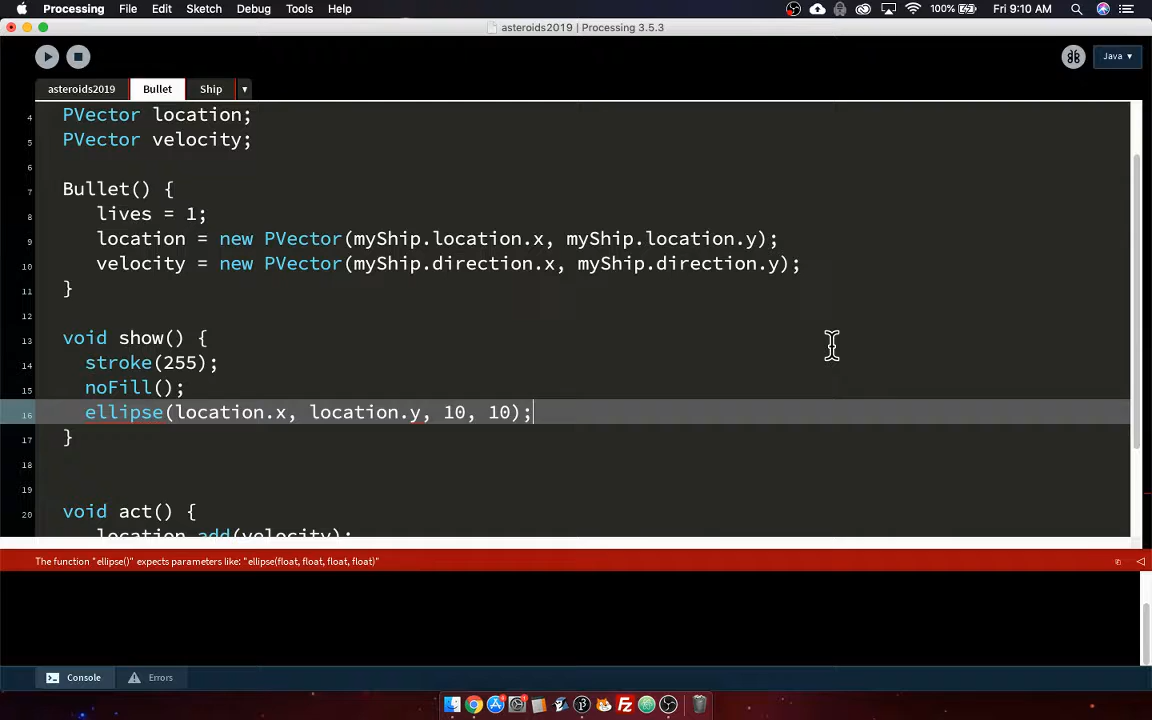 Processing File Edit Sketch Debug Tools Help 100% Fri 9:10 AM
asteroids2019 | Processing 3.5.3
Java ▾
asteroids2019 Bullet Ship ▾
4 PVector location;
5 PVector velocity;
6
7 Bullet() {
8 lives = 1;
9 location = new PVector(myShip.location.x, myShip.location.y);
10 velocity = new PVector(myShip.direction.x, myShip.direction.y);
11 }
12
13 void show() {
14 stroke(255);
15 noFill();
16 ellipse(location.x, location.y, 10, 10);
17 }
18
19
20 void act() {
location.add(velocity);
The function "ellipse()" expects parameters like: "ellipse(float, float, float, float)"
Console Errors